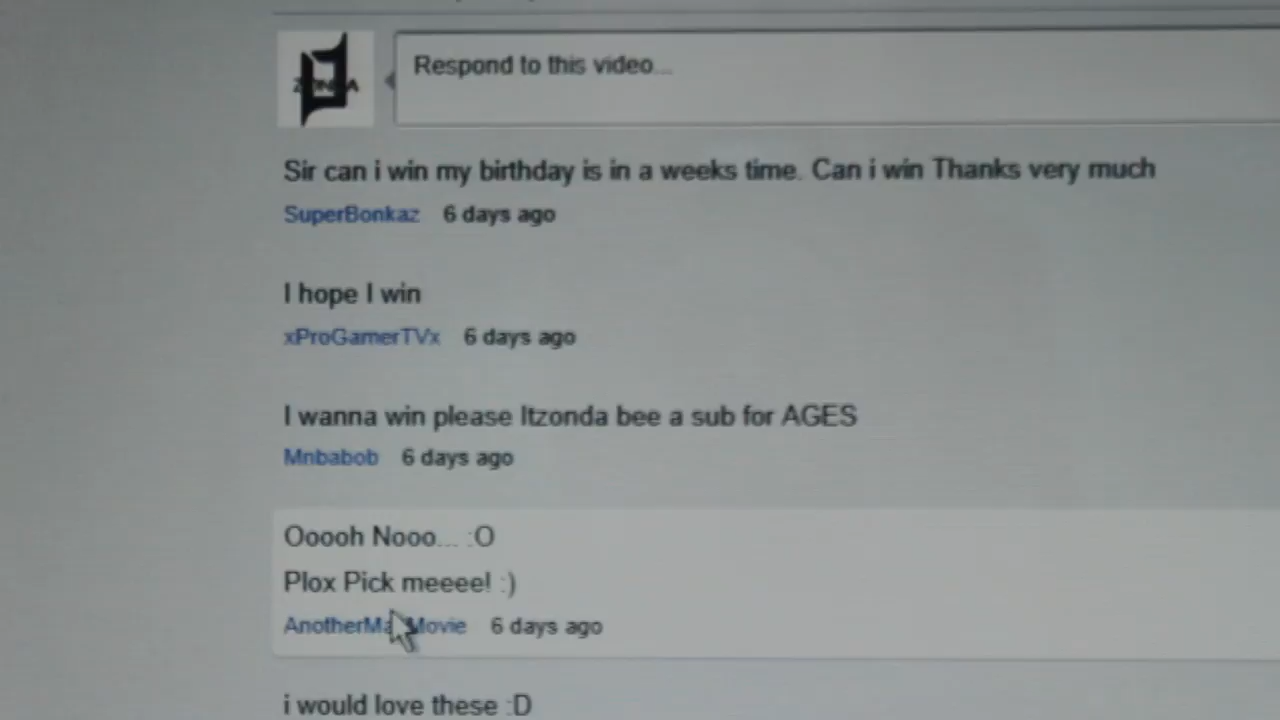 Respond to this video...
Sir can i win my birthday is in a weeks time. Can i win Thanks very much
SuperBonkaz 6 days ago
I hope I win
xProGamerTVx 6 days ago
I wanna win please Itzonda bee a sub for AGES
Mnbabob 6 days ago
Ooooh Nooo... :O
Plox Pick meeee! :)
6 days ago
i would love these :D